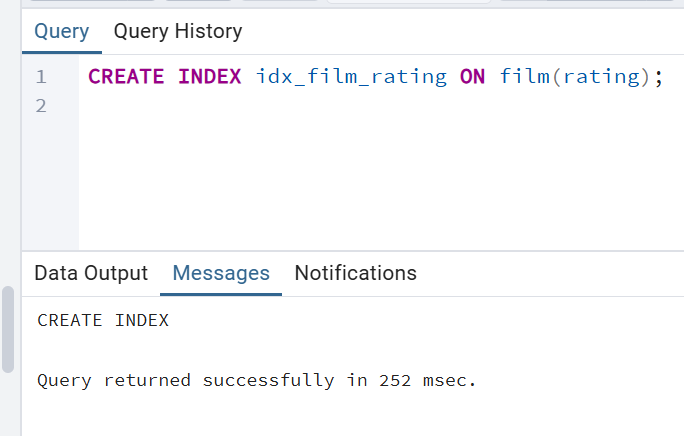 Query Query History
1 CREATE INDEX idx_film_rating ON film(rating);
2
Data Output Messages Notifications
CREATE INDEX
Query returned successfully in 252 msec.